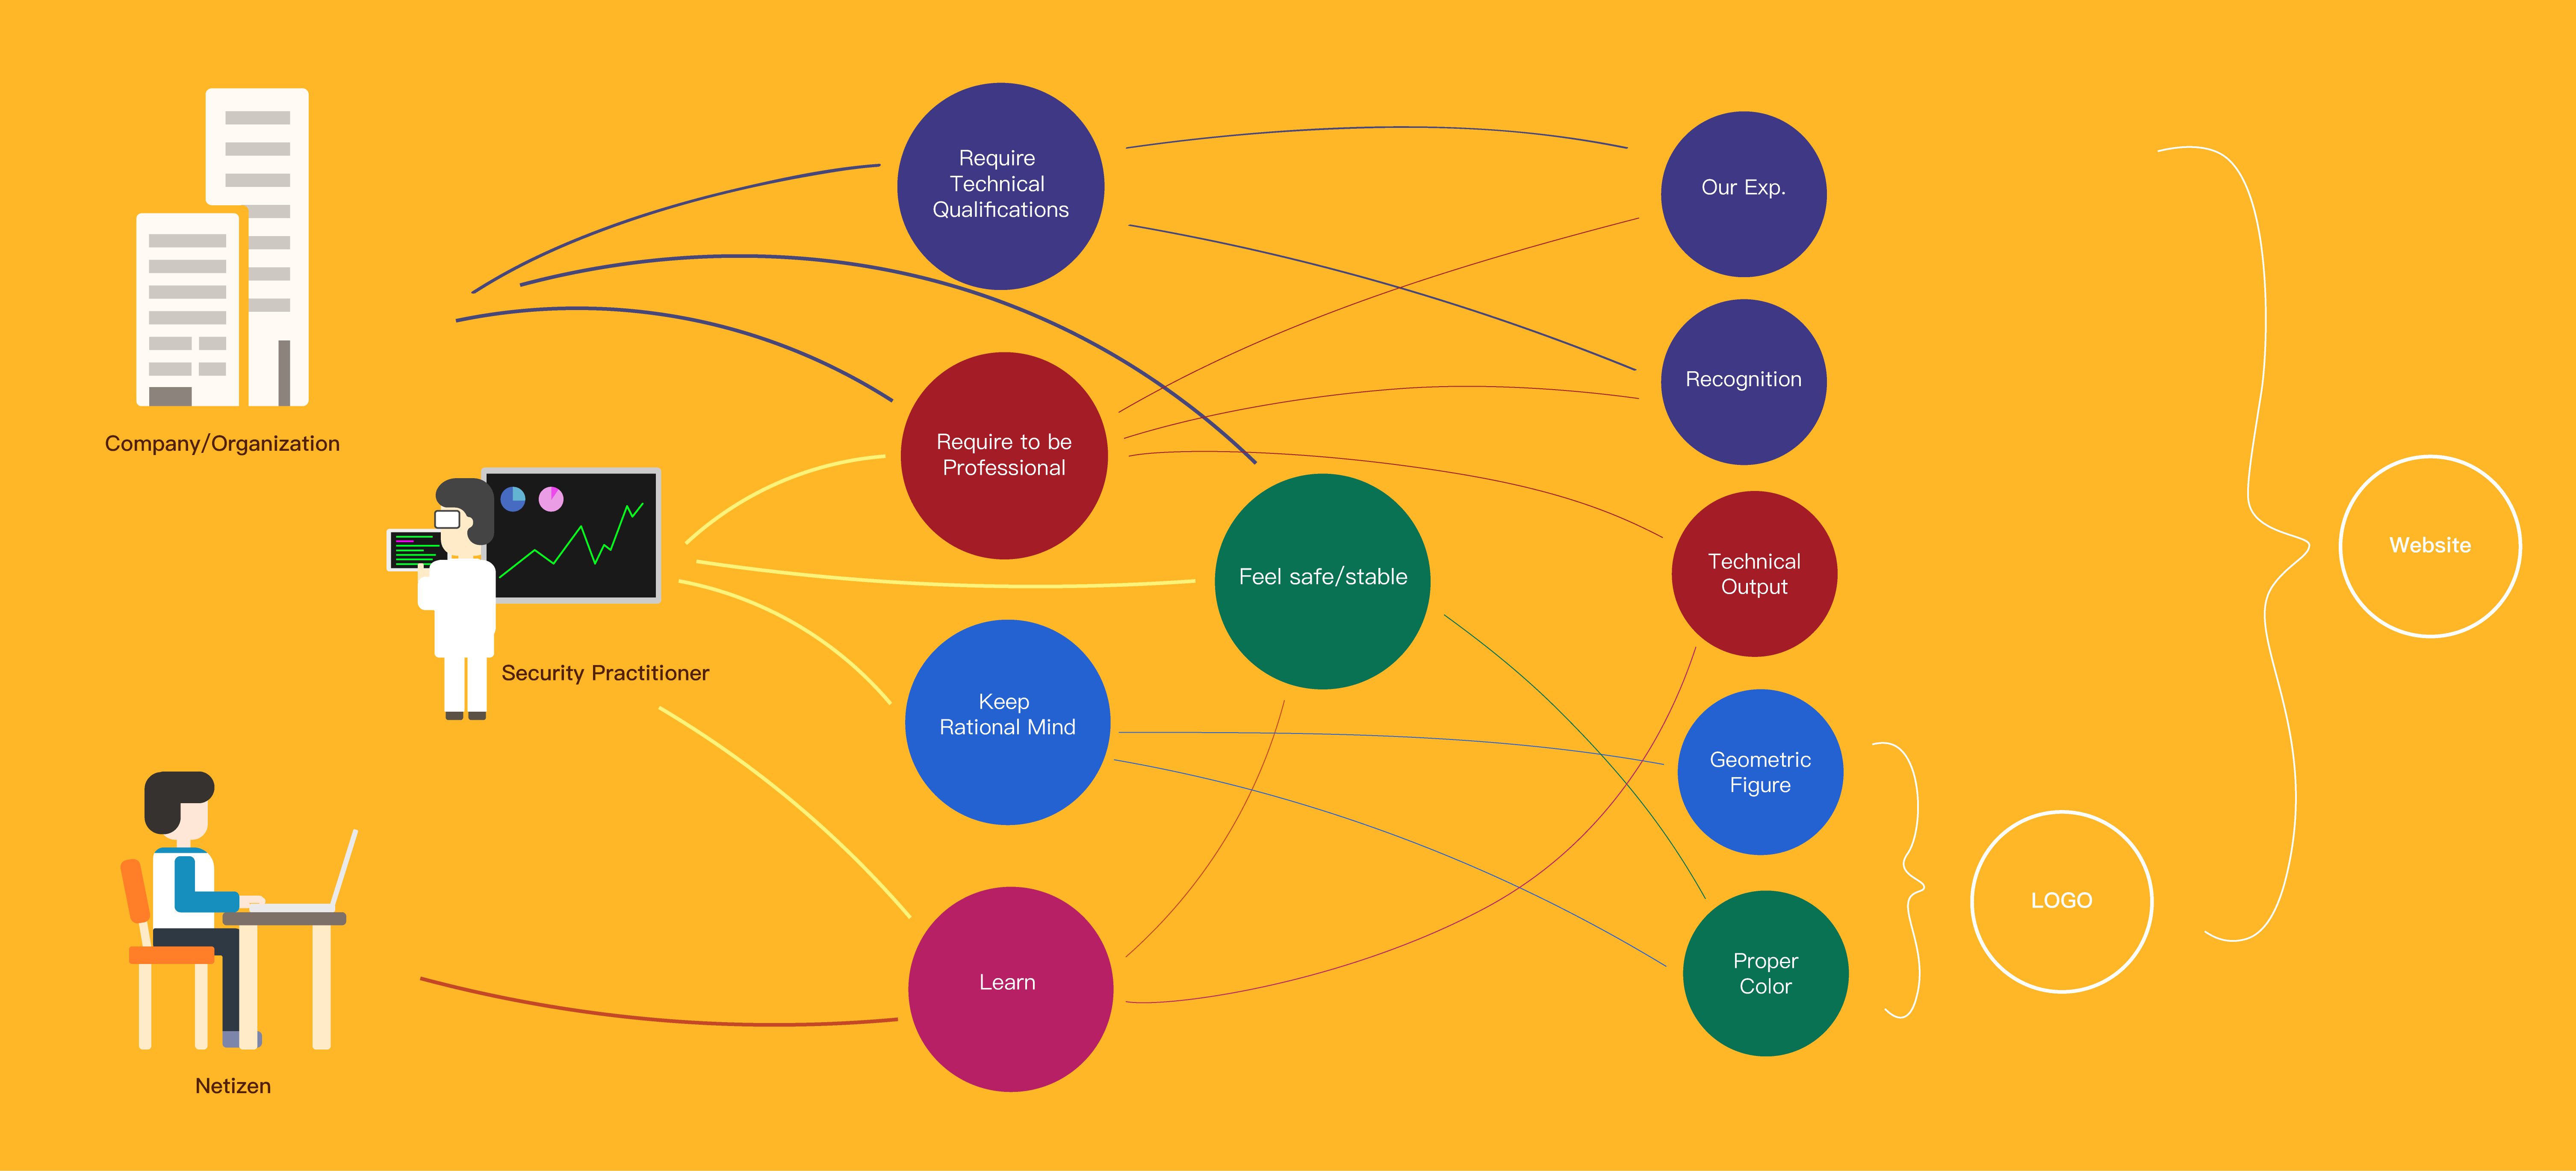 Company/Organization
Security Practitioner
Netizen
Require
Technical
Qualifications
Require to be
Professional
Feel safe/stable
Keep
Rational Mind
Learn
Our Exp.
Recognition
Technical
Output
Geometric
Figure
Proper
Color
LOGO
Website